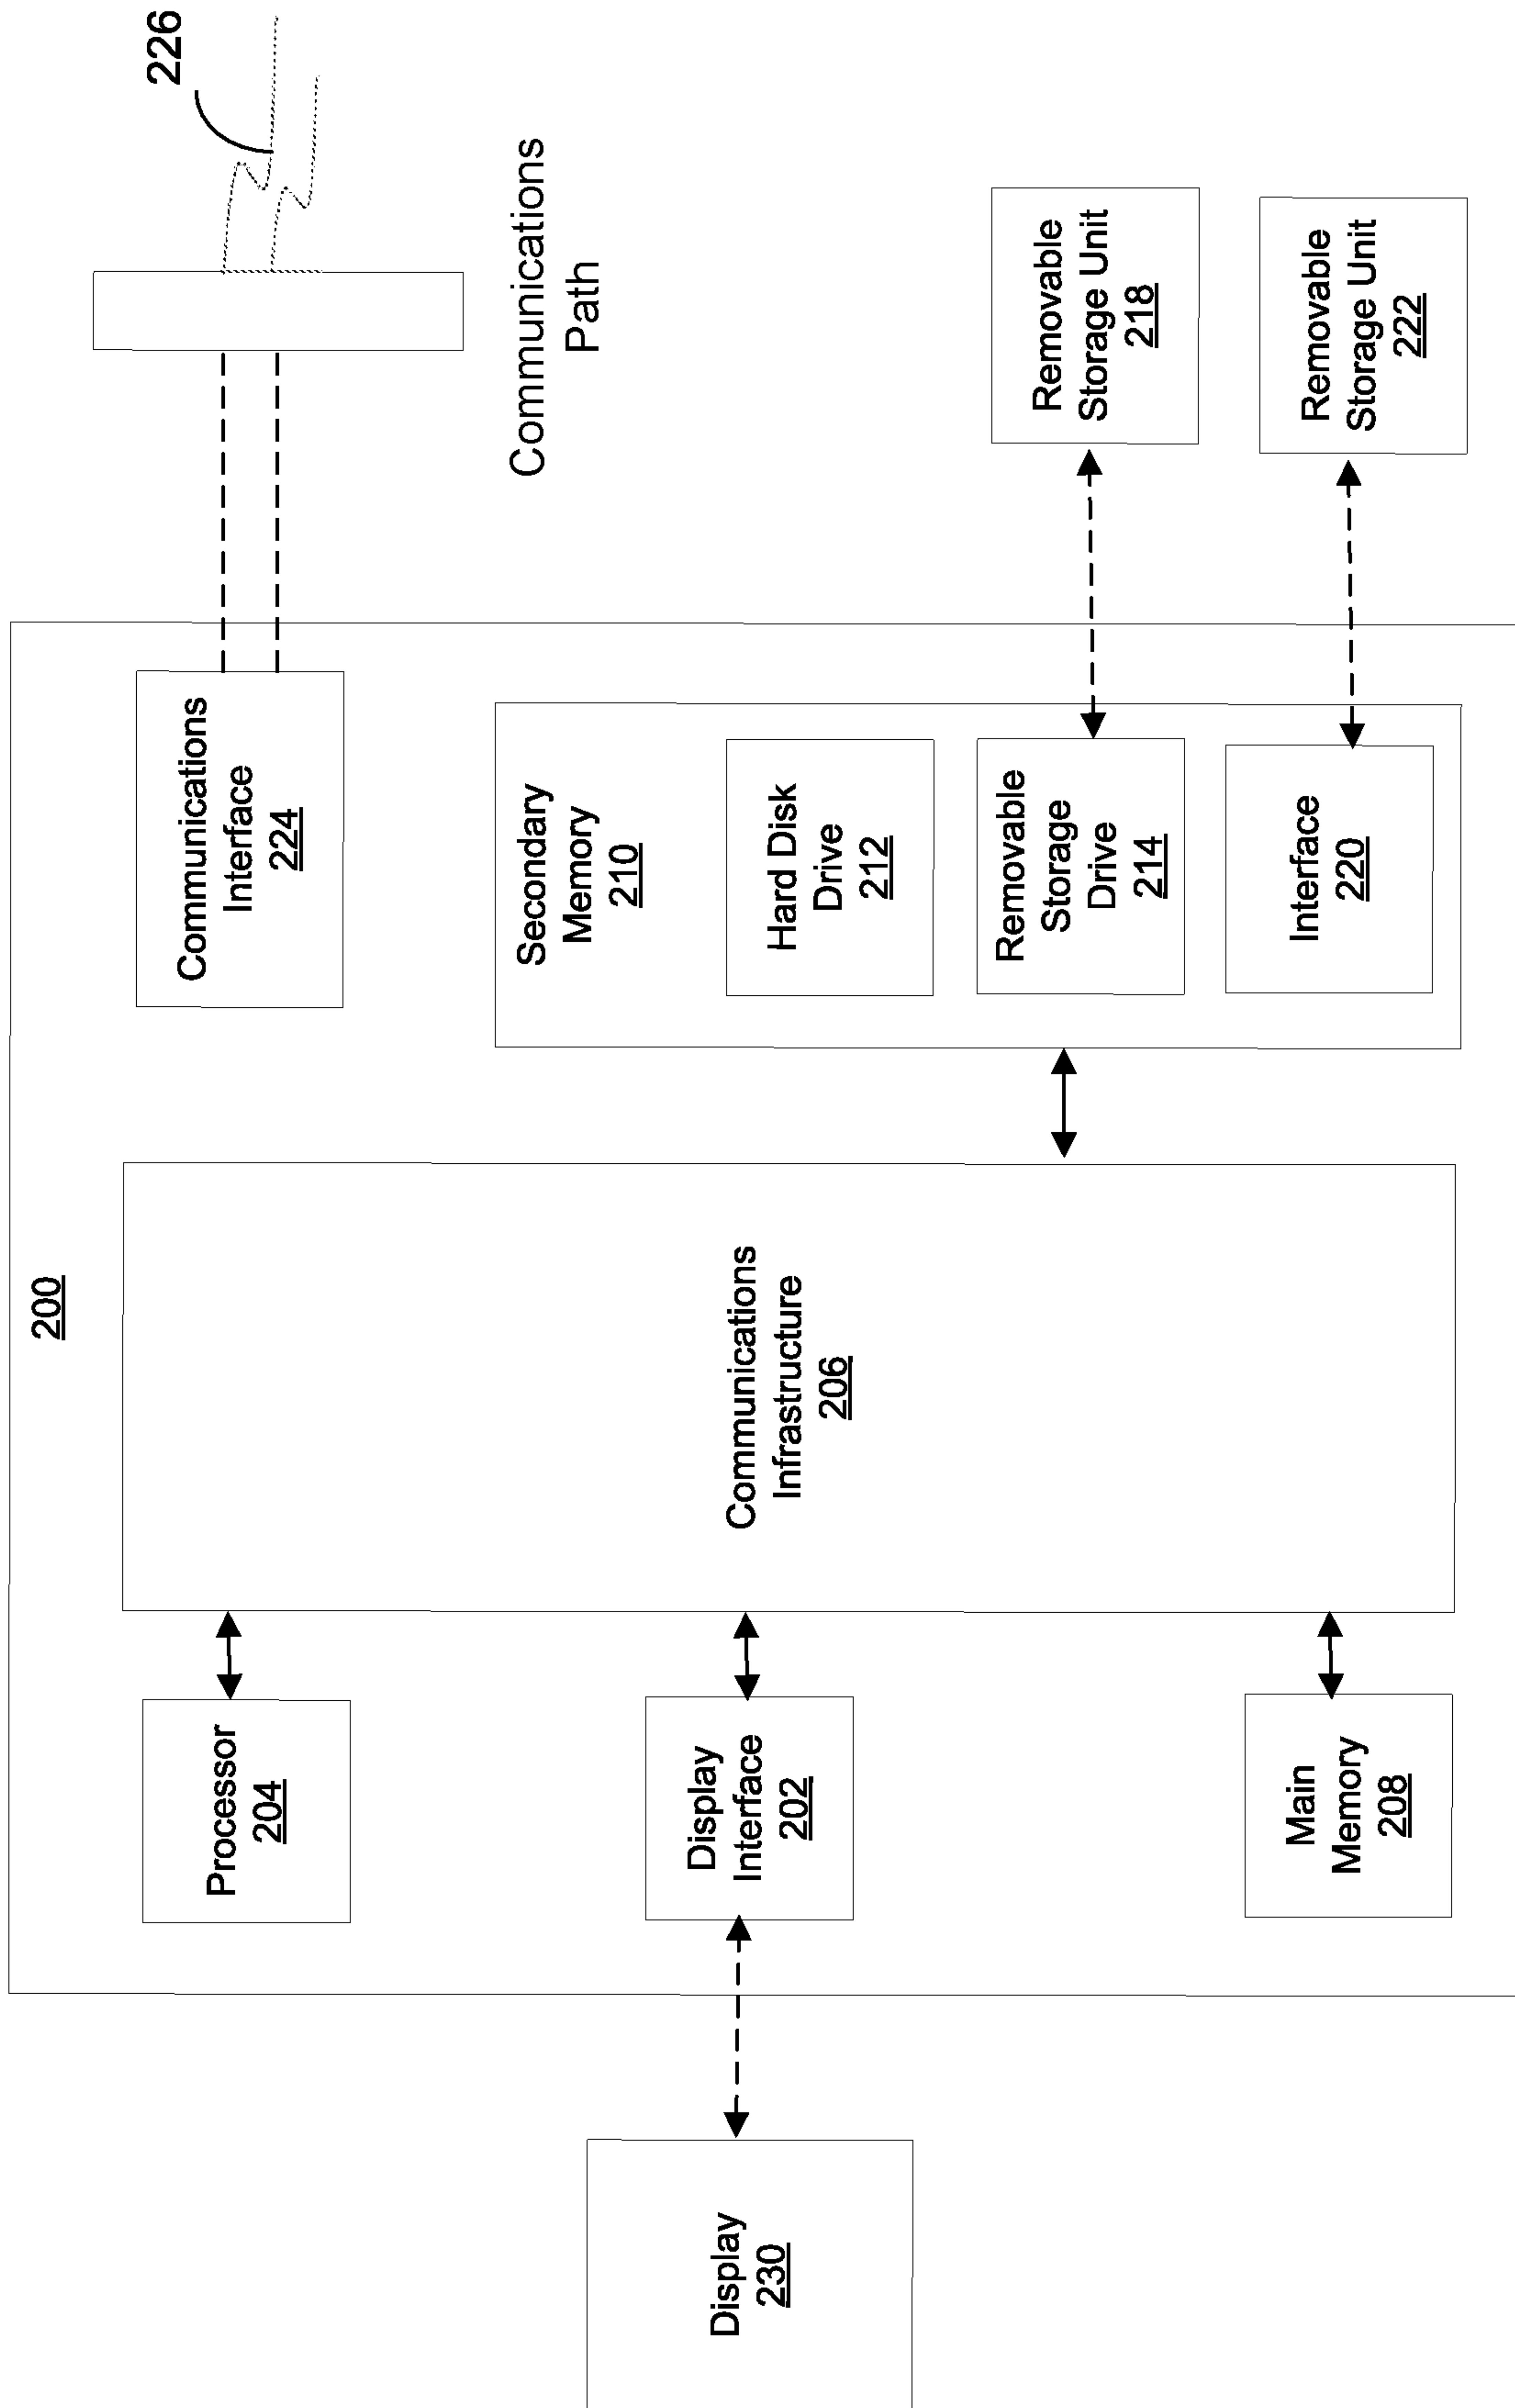 200
Display
230
Processor
204
Display
Interface
202
Main
Memory
208
Communications
Infrastructure
206
Communications
Interface
224
Secondary
Memory
210
Hard Disk
Drive
212
Removable
Storage
Drive
214
Interface
220
226
Communications
Path
Removable
Storage Unit
218
Removable
Storage Unit
222